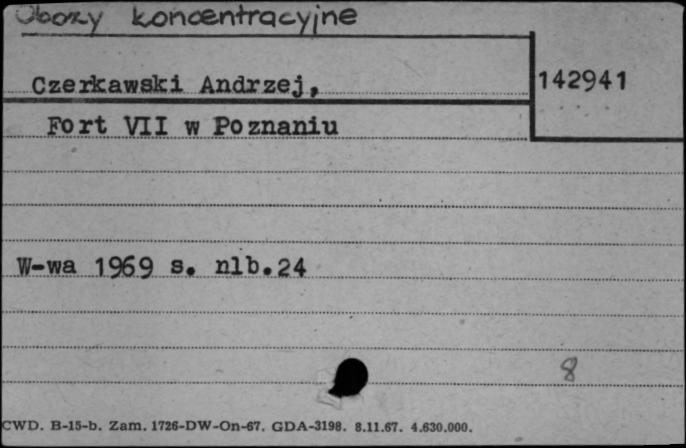 Obozy koncentracyjne
Czerkawski Andrzej,
142941
Fort VII w Poznaniu
W-wa 1969 s. nlb.24
8
CWD. B-15-b. Zam. 1726-DW-On-67. GDA-3198. 8.11.67. 4.630.000.